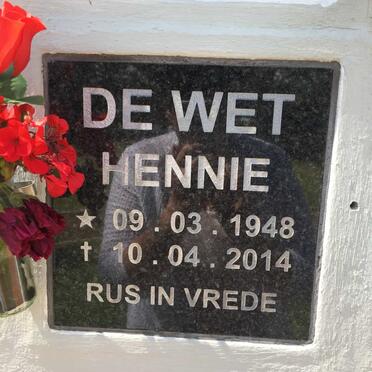 DE WET
HENNIE
★ 09 . 03 . 1948
† 10 . 04 . 2014
RUS IN VREDE